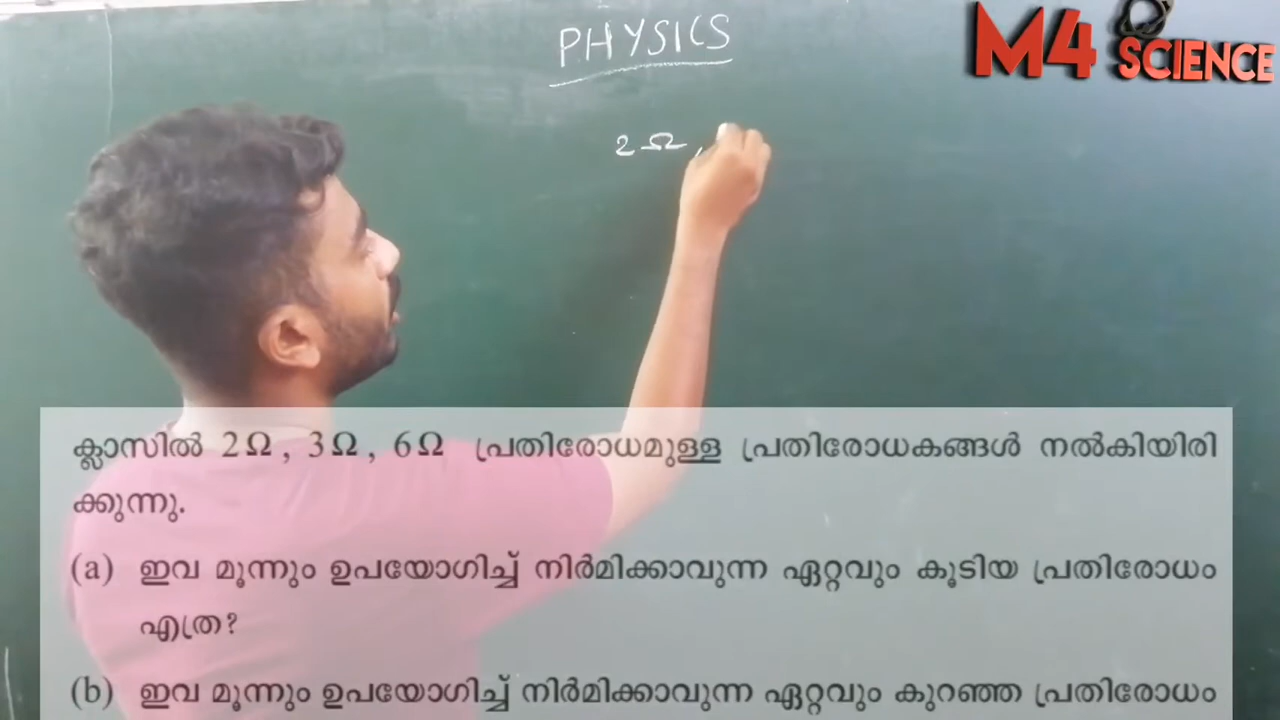 PHYSICS
M4 SCIENCE
2Ω,
ക്ലാസിൽ 2Ω, 3Ω, 6Ω പ്രതിരോധമുള്ള പ്രതിരോധകങ്ങൾ നൽകിയിരി
ക്കുന്നു.
(a) ഇവ മൂന്നും ഉപയോഗിച്ച് നിർമിക്കാവുന്ന ഏറ്റവും കൂടിയ പ്രതിരോധം
എത്ര?
(b) ഇവ മൂന്നും ഉപയോഗിച്ച് നിർമിക്കാവുന്ന ഏറ്റവും കുറഞ്ഞ പ്രതിരോധം